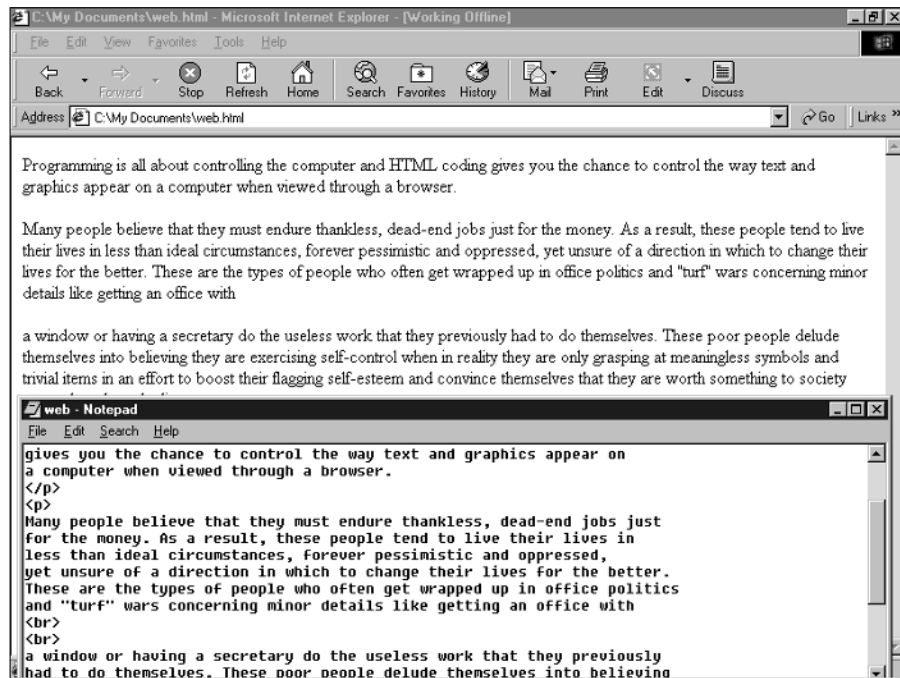 C:\My Documents\web.html - Microsoft Internet Explorer - [Working Offline]
File Edit View Favorites Tools Help
Back Forward Stop Refresh Home Search Favorites History Mail Print Edit Discuss
Address C:\My Documents\web.html Go Links »
Programming is all about controlling the computer and HTML coding gives you the chance to control the way text and
graphics appear on a computer when viewed through a browser.
Many people believe that they must endure thankless, dead-end jobs just for the money. As a result, these people tend to live
their lives in less than ideal circumstances, forever pessimistic and oppressed, yet unsure of a direction in which to change their
lives for the better. These are the types of people who often get wrapped up in office politics and "turf" wars concerning minor
details like getting an office with
a window or having a secretary do the useless work that they previously had to do themselves. These poor people delude
themselves into believing they are exercising self-control when in reality they are only grasping at meaningless symbols and
trivial items in an effort to boost their flagging self-esteem and convince themselves that they are worth something to society
web - Notepad
File Edit Search Help
gives you the chance to control the way text and graphics appear on
a computer when viewed through a browser.
</p>
<p>
Many people believe that they must endure thankless, dead-end jobs just
for the money. As a result, these people tend to live their lives in
less than ideal circumstances, forever pessimistic and oppressed,
yet unsure of a direction in which to change their lives for the better.
These are the types of people who often get wrapped up in office politics
and "turf" wars concerning minor details like getting an office with
<br>
<br>
a window or having a secretary do the useless work that they previously
had to do themselves. These poor people delude themselves into believing